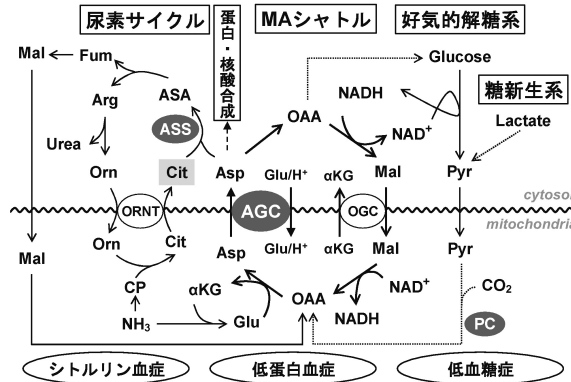 尿素サイクル
蛋白・核酸合成
MAシャトル
好気的解糖系
Mal
Fum
Glucose
糖新生系
Arg
ASA
NADH
OAA
ASS
NAD+
Lactate
Urea
Orn
Cit
Asp
Glu/H+
αKG
Mal
Pyr
cytosol
ORNT
AGC
OGC
mitochondria
Orn
Cit
Asp
Glu/H+
αKG
Mal
Pyr
Mal
CP
αKG
OAA
NAD+
CO2
NH3
Glu
NADH
PC
シトルリン血症
低蛋白血症
低血糖症